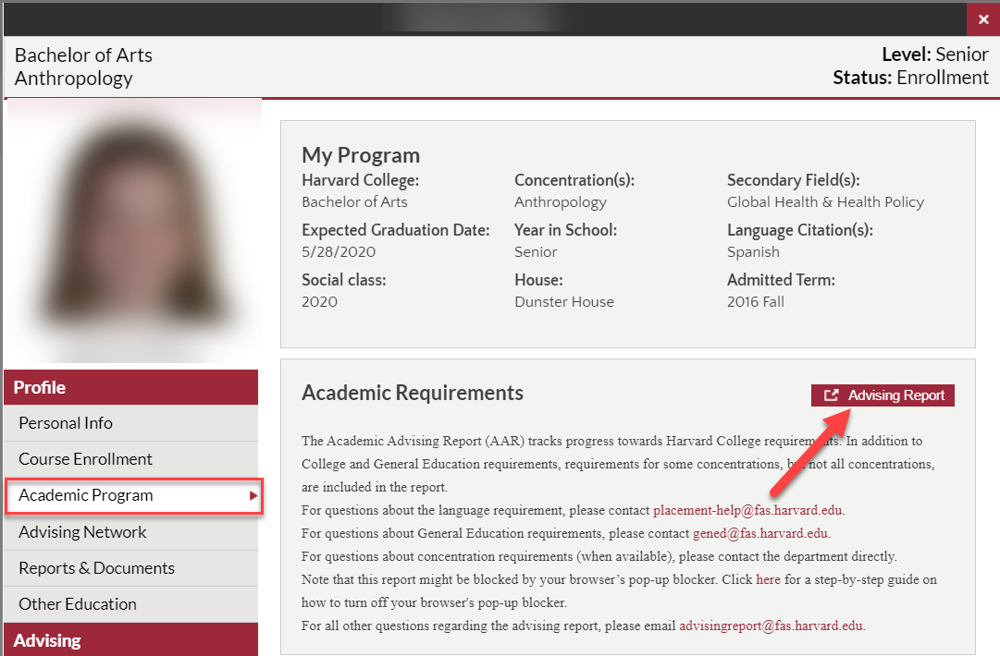 Bachelor of Arts
Anthropology
Level: Senior
Status: Enrollment
Profile
Personal Info
Course Enrollment
Academic Program
Advising Network
Reports & Documents
Other Education
Advising
My Program
Harvard College:
Bachelor of Arts
Concentration(s):
Anthropology
Secondary Field(s):
Global Health & Health Policy
Expected Graduation Date:
5/28/2020
Year in School:
Senior
Language Citation(s):
Spanish
Social class:
2020
House:
Dunster House
Admitted Term:
2016 Fall
Academic Requirements
Advising Report
The Academic Advising Report (AAR) tracks progress towards Harvard College requirements. In addition to
College and General Education requirements, requirements for some concentrations, but not all concentrations,
are included in the report.
For questions about the language requirement, please contact placement-help@fas.harvard.edu.
For questions about General Education requirements, please contact gened@fas.harvard.edu.
For questions about concentration requirements (when available), please contact the department directly.
Note that this report might be blocked by your browser’s pop-up blocker. Click here for a step-by-step guide on
how to turn off your browser's pop-up blocker.
For all other questions regarding the advising report, please email advisingreport@fas.harvard.edu.